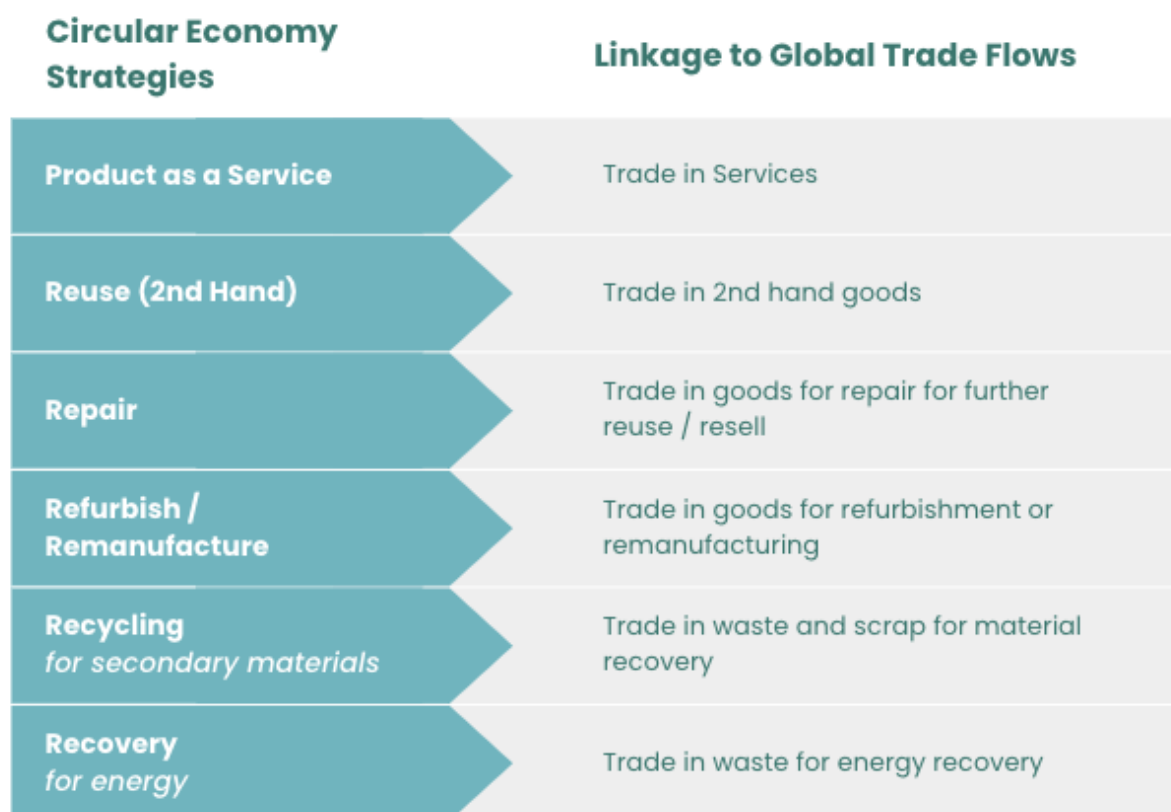 Circular Economy
Strategies
Linkage to Global Trade Flows
Product as a Service
Trade in Services
Reuse (2nd Hand)
Trade in 2nd hand goods
Repair
Trade in goods for repair for further
reuse / resell
Refurbish /
Remanufacture
Trade in goods for refurbishment or
remanufacturing
Recycling
for secondary materials
Trade in waste and scrap for material
recovery
Recovery
for energy
Trade in waste for energy recovery